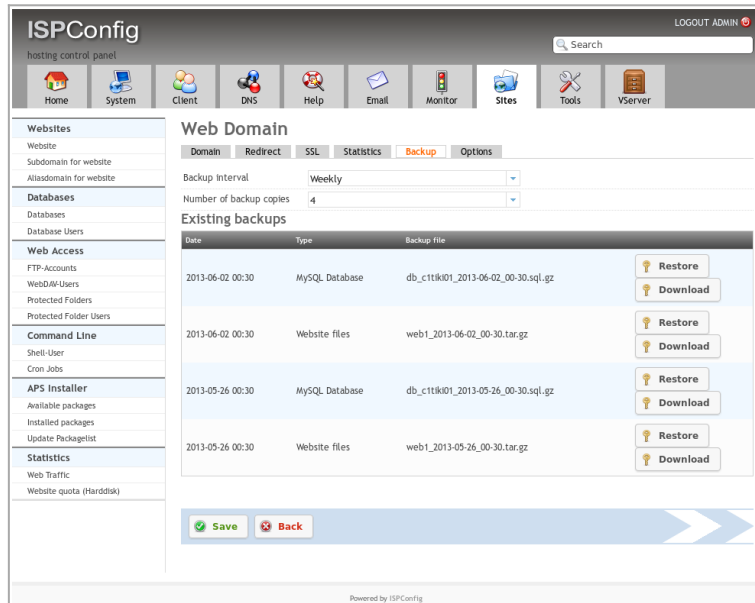 ISPConfig
LOGOUT ADMIN
hosting control panel
Search
Home
System
Client
DNS
Help
Email
Monitor
Sites
Tools
VServer
Websites
Website
Subdomain for website
Aliasdomain for website
Databases
Databases
Database Users
Web Access
FTP-Accounts
WebDAV-Users
Protected Folders
Protected Folder Users
Command Line
Shell-User
Cron Jobs
APS Installer
Available packages
Installed packages
Update Packagelist
Statistics
Web Traffic
Website quota (Harddisk)
Web Domain
Domain Redirect SSL Statistics Backup Options
Backup interval Weekly
Number of backup copies 4
Existing backups
Date Type Backup file
2013-06-02 00:30 MySQL Database db_c1tiki01_2013-06-02_00-30.sql.gz
Restore
Download
2013-06-02 00:30 Website files web1_2013-06-02_00-30.tar.gz
Restore
Download
2013-05-26 00:30 MySQL Database db_c1tiki01_2013-05-26_00-30.sql.gz
Restore
Download
2013-05-26 00:30 Website files web1_2013-05-26_00-30.tar.gz
Restore
Download
Save Back
Powered by ISPConfig